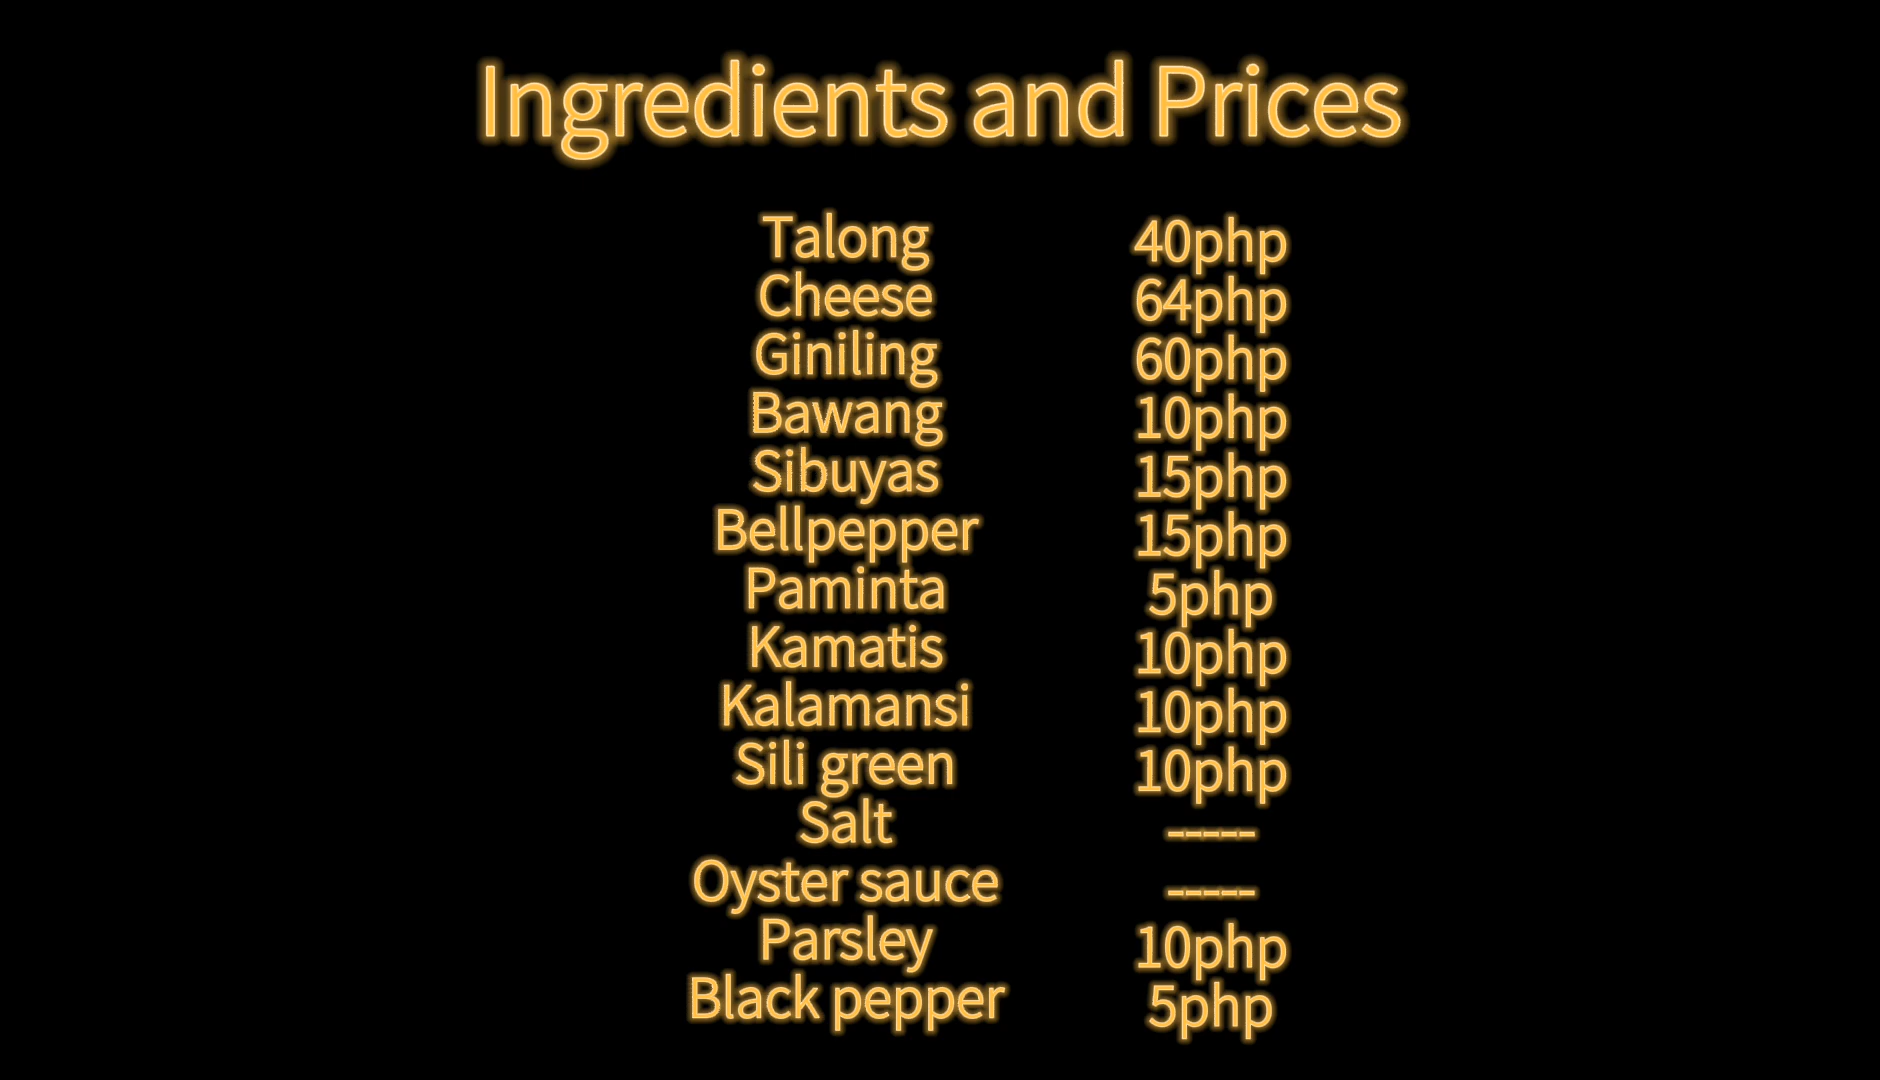 Ingredients and Prices
Talong 40php
Cheese 64php
Giniling 60php
Bawang 10php
Sibuyas 15php
Bellpepper 15php
Paminta 5php
Kamatis 10php
Kalamansi 10php
Sili green 10php
Salt -----
Oyster sauce -----
Parsley 10php
Black pepper 5php